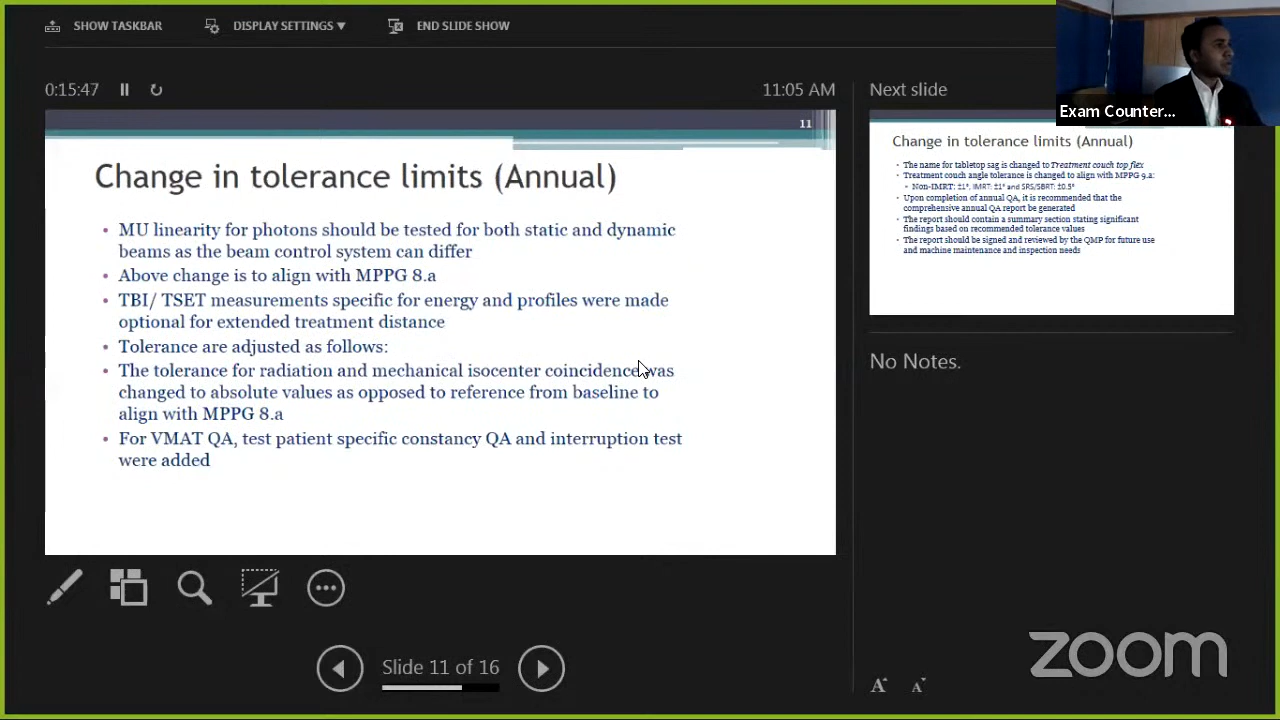 SHOW TASKBAR
DISPLAY SETTINGS ▼
END SLIDE SHOW
0:15:47
11:05 AM
Next slide
Exam Counter...
11
Change in tolerance limits (Annual)
• MU linearity for photons should be tested for both static and dynamic
beams as the beam control system can differ
• Above change is to align with MPPG 8.a
• TBI/ TSET measurements specific for energy and profiles were made
optional for extended treatment distance
• Tolerance are adjusted as follows:
• The tolerance for radiation and mechanical isocenter coincidence was
changed to absolute values as opposed to reference from baseline to
align with MPPG 8.a
• For VMAT QA, test patient specific constancy QA and interruption test
were added
Change in tolerance limits (Annual)
• The name for tabletop sag is changed to Treatment couch top flex
• Treatment couch angle tolerance is changed to align with MPPG 9.a:
• Non-IMRT: ±1°, IMRT: ±1° and SRS/SBRT: ±0.5°
• Upon completion of annual QA, it is recommended that the
comprehensive annual QA report be generated
• The report should contain a summary section stating significant
findings based on recommended tolerance values
• The report should be signed and reviewed by the QMP for future use
and machine maintenance and inspection needs
No Notes.
Slide 11 of 16
A A
zoom